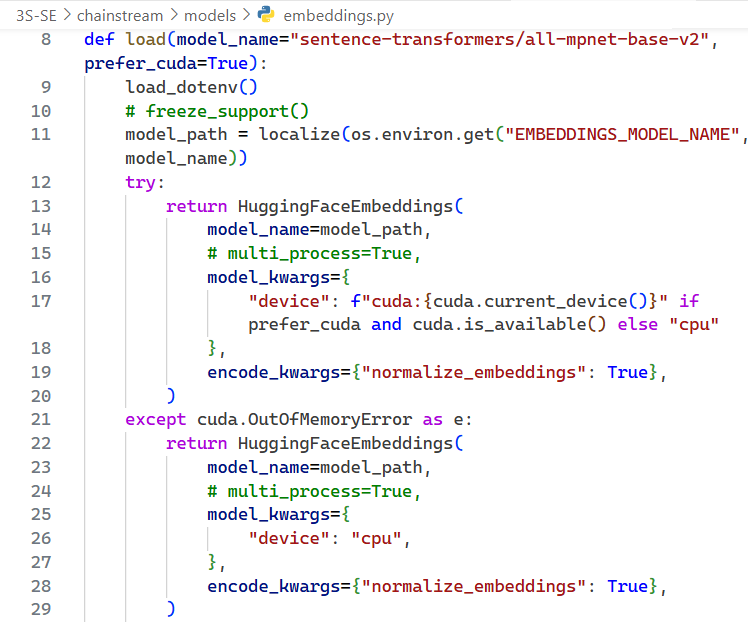 3S-SE > chainstream > models > embeddings.py
8 def load(model_name="sentence-transformers/all-mpnet-base-v2",
prefer_cuda=True):
9 load_dotenv()
10 # freeze_support()
11 model_path = localize(os.environ.get("EMBEDDINGS_MODEL_NAME",
model_name))
12 try:
13 return HuggingFaceEmbeddings(
14 model_name=model_path,
15 # multi_process=True,
16 model_kwargs={
17 "device": f"cuda:{cuda.current_device()}" if
prefer_cuda and cuda.is_available() else "cpu"
18 },
19 encode_kwargs={"normalize_embeddings": True},
20 )
21 except cuda.OutOfMemoryError as e:
22 return HuggingFaceEmbeddings(
23 model_name=model_path,
24 # multi_process=True,
25 model_kwargs={
26 "device": "cpu",
27 },
28 encode_kwargs={"normalize_embeddings": True},
29 )